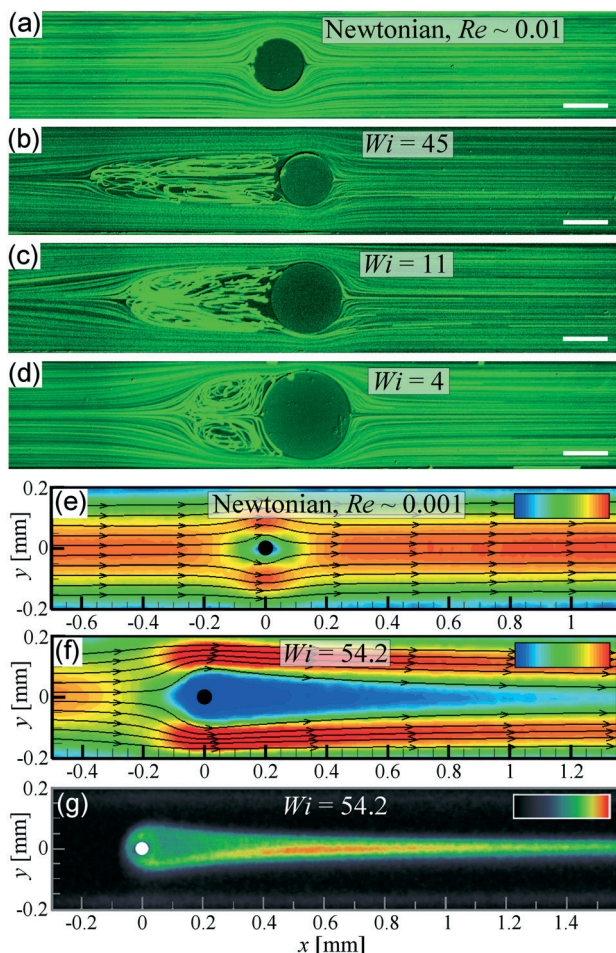 (a)
Newtonian, Re ~ 0.01
(b)
Wi = 45
(c)
Wi = 11
(d)
Wi = 4
(e)
Newtonian, Re ~ 0.001
0.2
0
-0.2
y [mm]
-0.6 -0.4 -0.2 0 0.2 0.4 0.6 0.8 1
(f)
Wi = 54.2
0.2
0
-0.2
y [mm]
-0.4 -0.2 0 0.2 0.4 0.6 0.8 1 1.2
(g)
Wi = 54.2
0.2
0
-0.2
y [mm]
-0.2 0 0.2 0.4 0.6 0.8 1 1.2 1.4
x [mm]